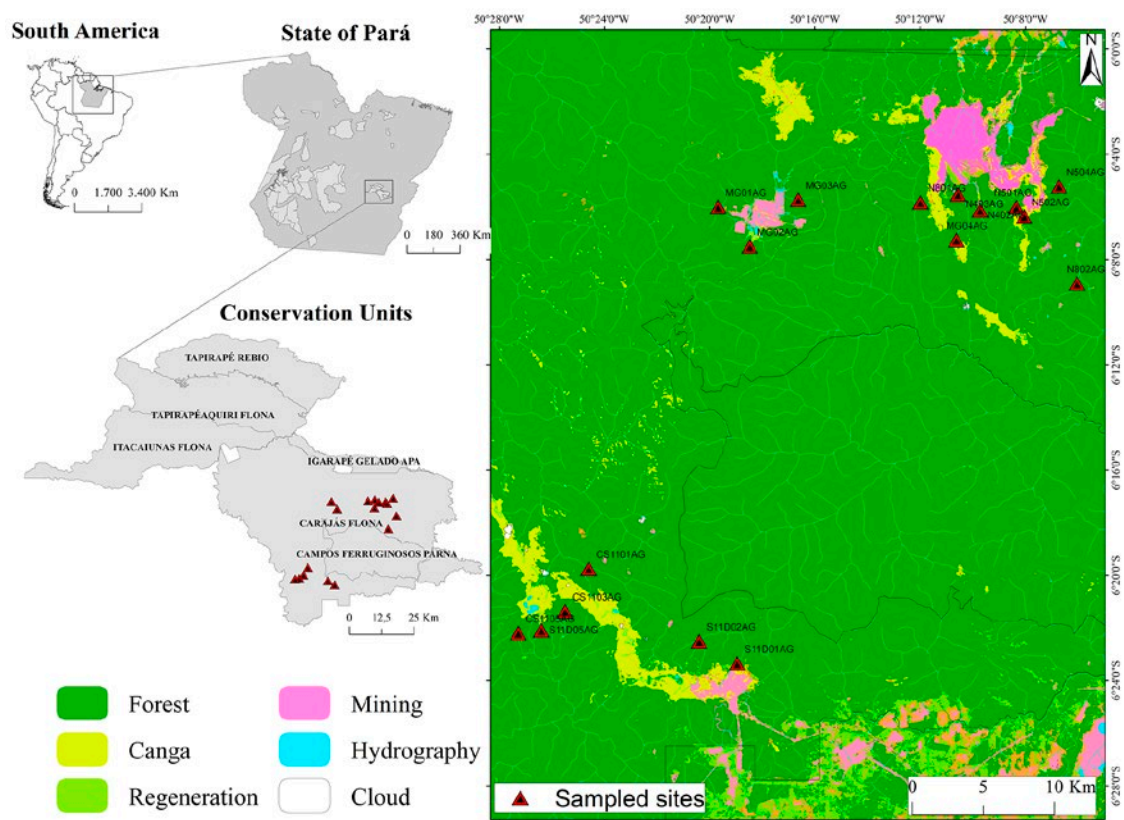 South America
State of Pará
0 1.700 3.400 Km
0 180 360 Km
Conservation Units
TAPIRAPÉ REBIO
TAPIRAPÉAQUIRI FLONA
ITACAIUNAS FLONA
IGARAPÉ GELADO APA
CARAJÁS FLONA
CAMPOS FERRUGINOSOS PARNA
0 12,5 25 Km
Forest
Mining
Canga
Hydrography
Regeneration
Cloud
50°28'0"W 50°24'0"W 50°20'0"W 50°16'0"W 50°12'0"W 50°8'0"W
N
6°0'0"S
6°4'0"S
6°8'0"S
6°12'0"S
6°16'0"S
6°20'0"S
6°24'0"S
6°28'0"S
MG01AG
MG03AG
MG02AG
N504AG
N501AG
N502AG
N403AG
MG04AG
N802AG
CS1101AG
CS1103AG
S11D05AG
S11D02AG
S11D01AG
Sampled sites
0 5 10 Km